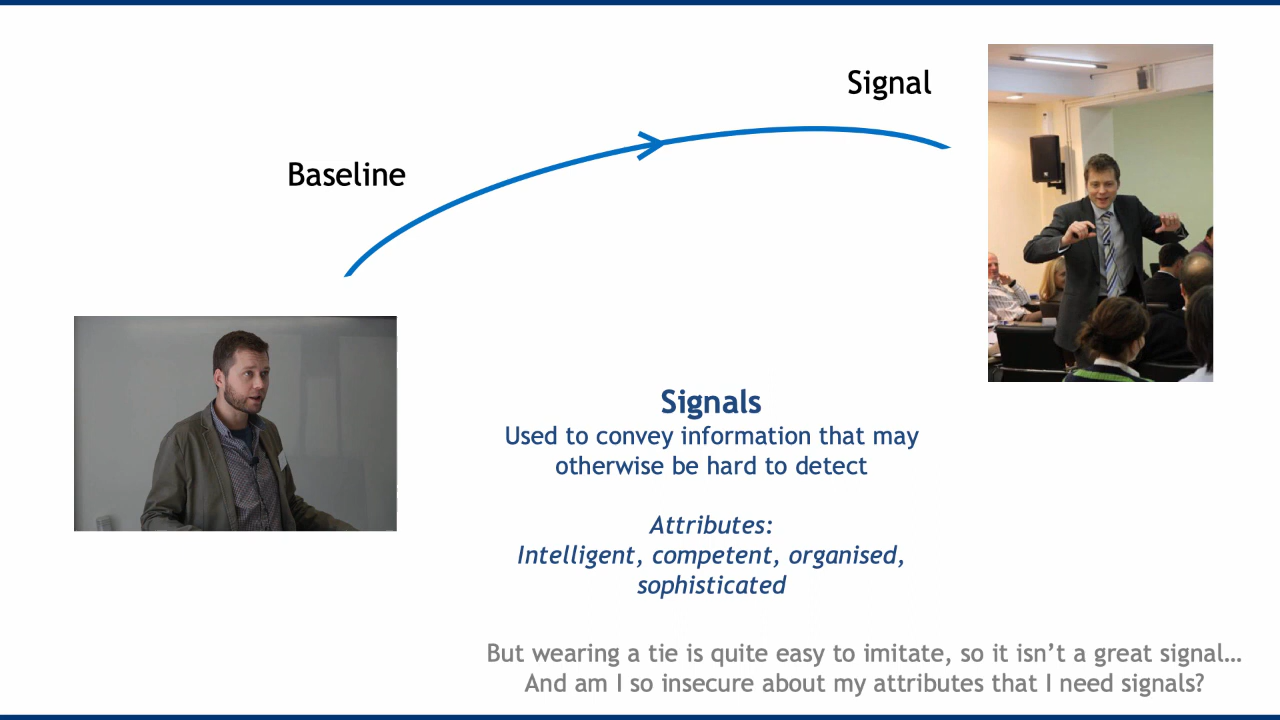 Signal
Baseline
Signals
Used to convey information that may
otherwise be hard to detect
Attributes:
Intelligent, competent, organised,
sophisticated
But wearing a tie is quite easy to imitate, so it isn’t a great signal…
And am I so insecure about my attributes that I need signals?